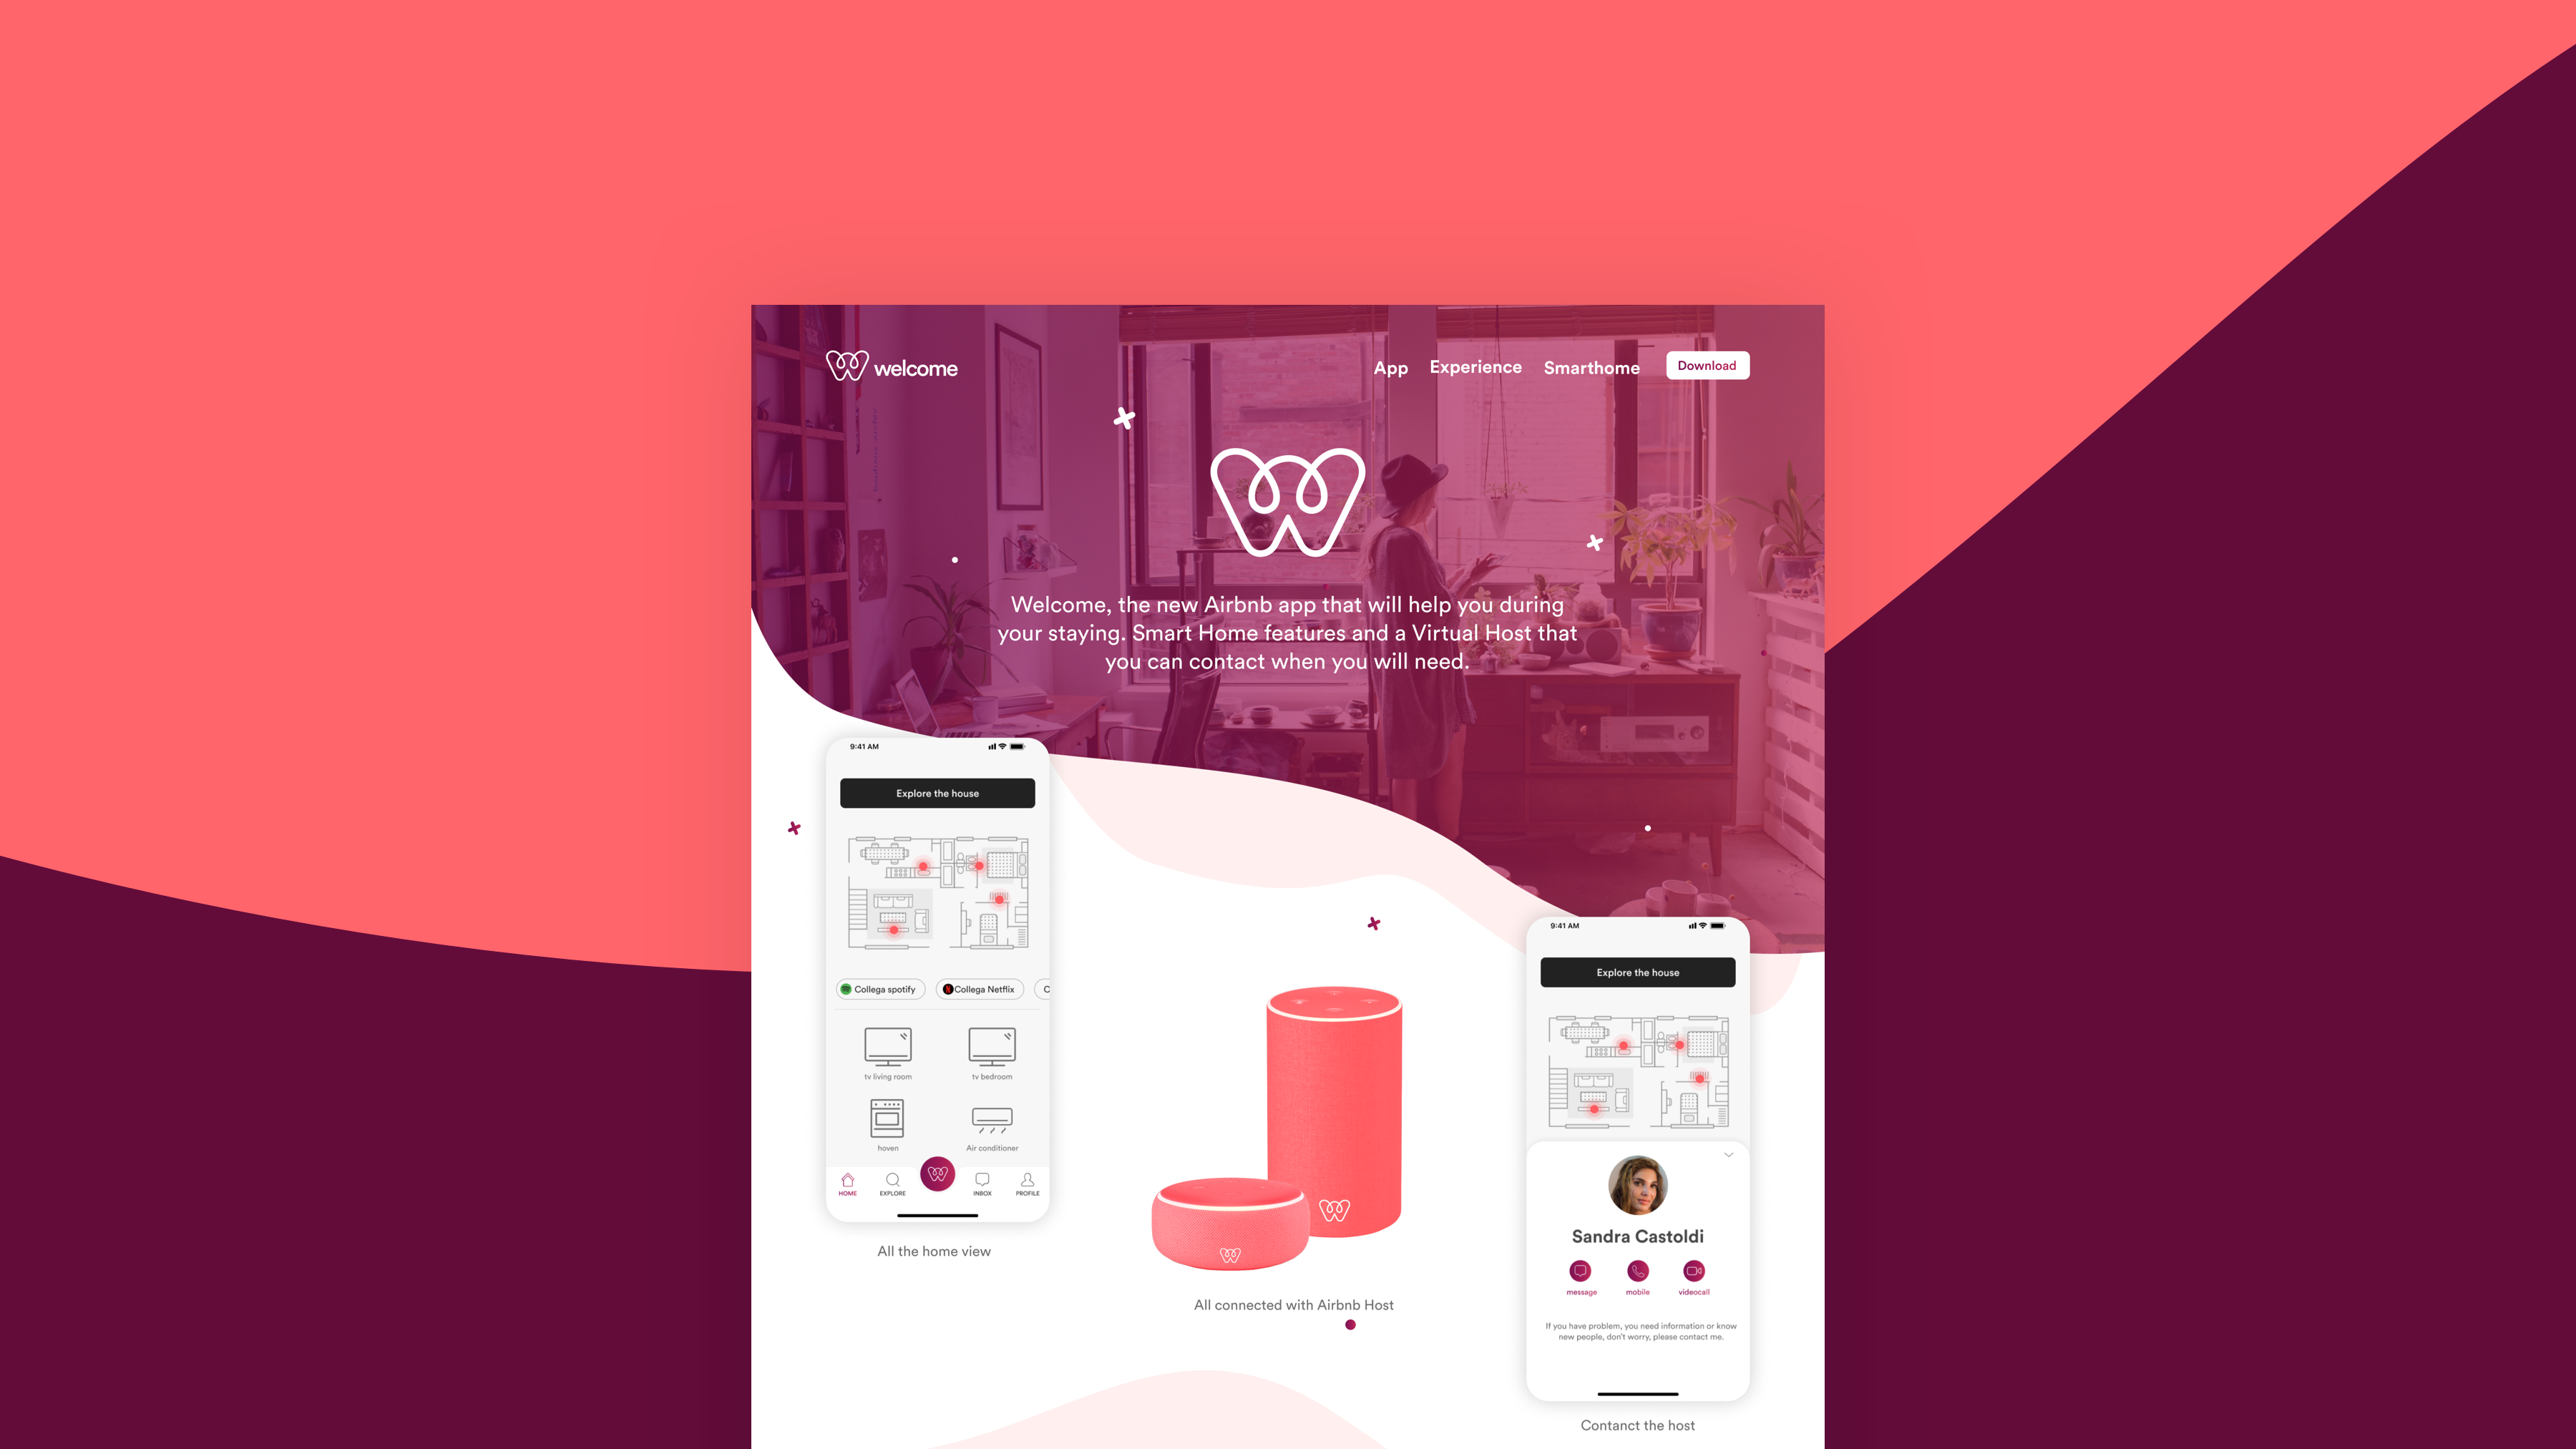 welcome
App
Experience
Smarthome
Download
Welcome, the new Airbnb app that will help you during
your staying. Smart Home features and a Virtual Host that
you can contact when you will need.
9:41 AM
Explore the house
Collega spotify
Collega Netflix
C
tv living room
tv bedroom
hoven
Air conditioner
HOME
EXPLORE
INBOX
PROFILE
All the home view
All connected with Airbnb Host
9:41 AM
Explore the house
Sandra Castoldi
message
mobile
videocall
If you have problem, you need information or know
new people, don't worry, please contact me.
Contanct the host